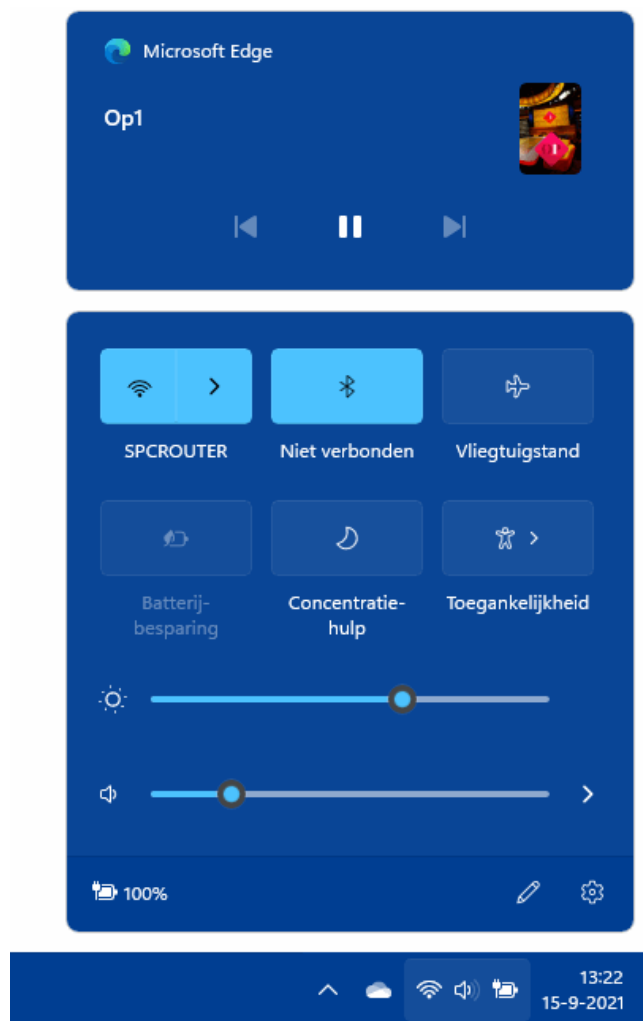 Microsoft Edge
Op1
SPCROUTER
Niet verbonden
Vliegtuigstand
Batterij-
besparing
Concentratie-
hulp
Toegankelijkheid
100%
13:22
15-9-2021